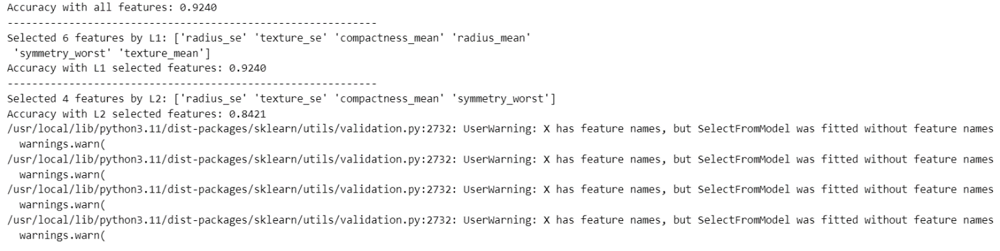 Accuracy with all features: 0.9240
------------------------------------------------------------
Selected 6 features by L1: ['radius_se' 'texture_se' 'compactness_mean' 'radius_mean'
 'symmetry_worst' 'texture_mean']
Accuracy with L1 selected features: 0.9240
------------------------------------------------------------
Selected 4 features by L2: ['radius_se' 'texture_se' 'compactness_mean' 'symmetry_worst']
Accuracy with L2 selected features: 0.8421
/usr/local/lib/python3.11/dist-packages/sklearn/utils/validation.py:2732: UserWarning: X has feature names, but SelectFromModel was fitted without feature names
  warnings.warn(
/usr/local/lib/python3.11/dist-packages/sklearn/utils/validation.py:2732: UserWarning: X has feature names, but SelectFromModel was fitted without feature names
  warnings.warn(
/usr/local/lib/python3.11/dist-packages/sklearn/utils/validation.py:2732: UserWarning: X has feature names, but SelectFromModel was fitted without feature names
  warnings.warn(
/usr/local/lib/python3.11/dist-packages/sklearn/utils/validation.py:2732: UserWarning: X has feature names, but SelectFromModel was fitted without feature names
  warnings.warn(